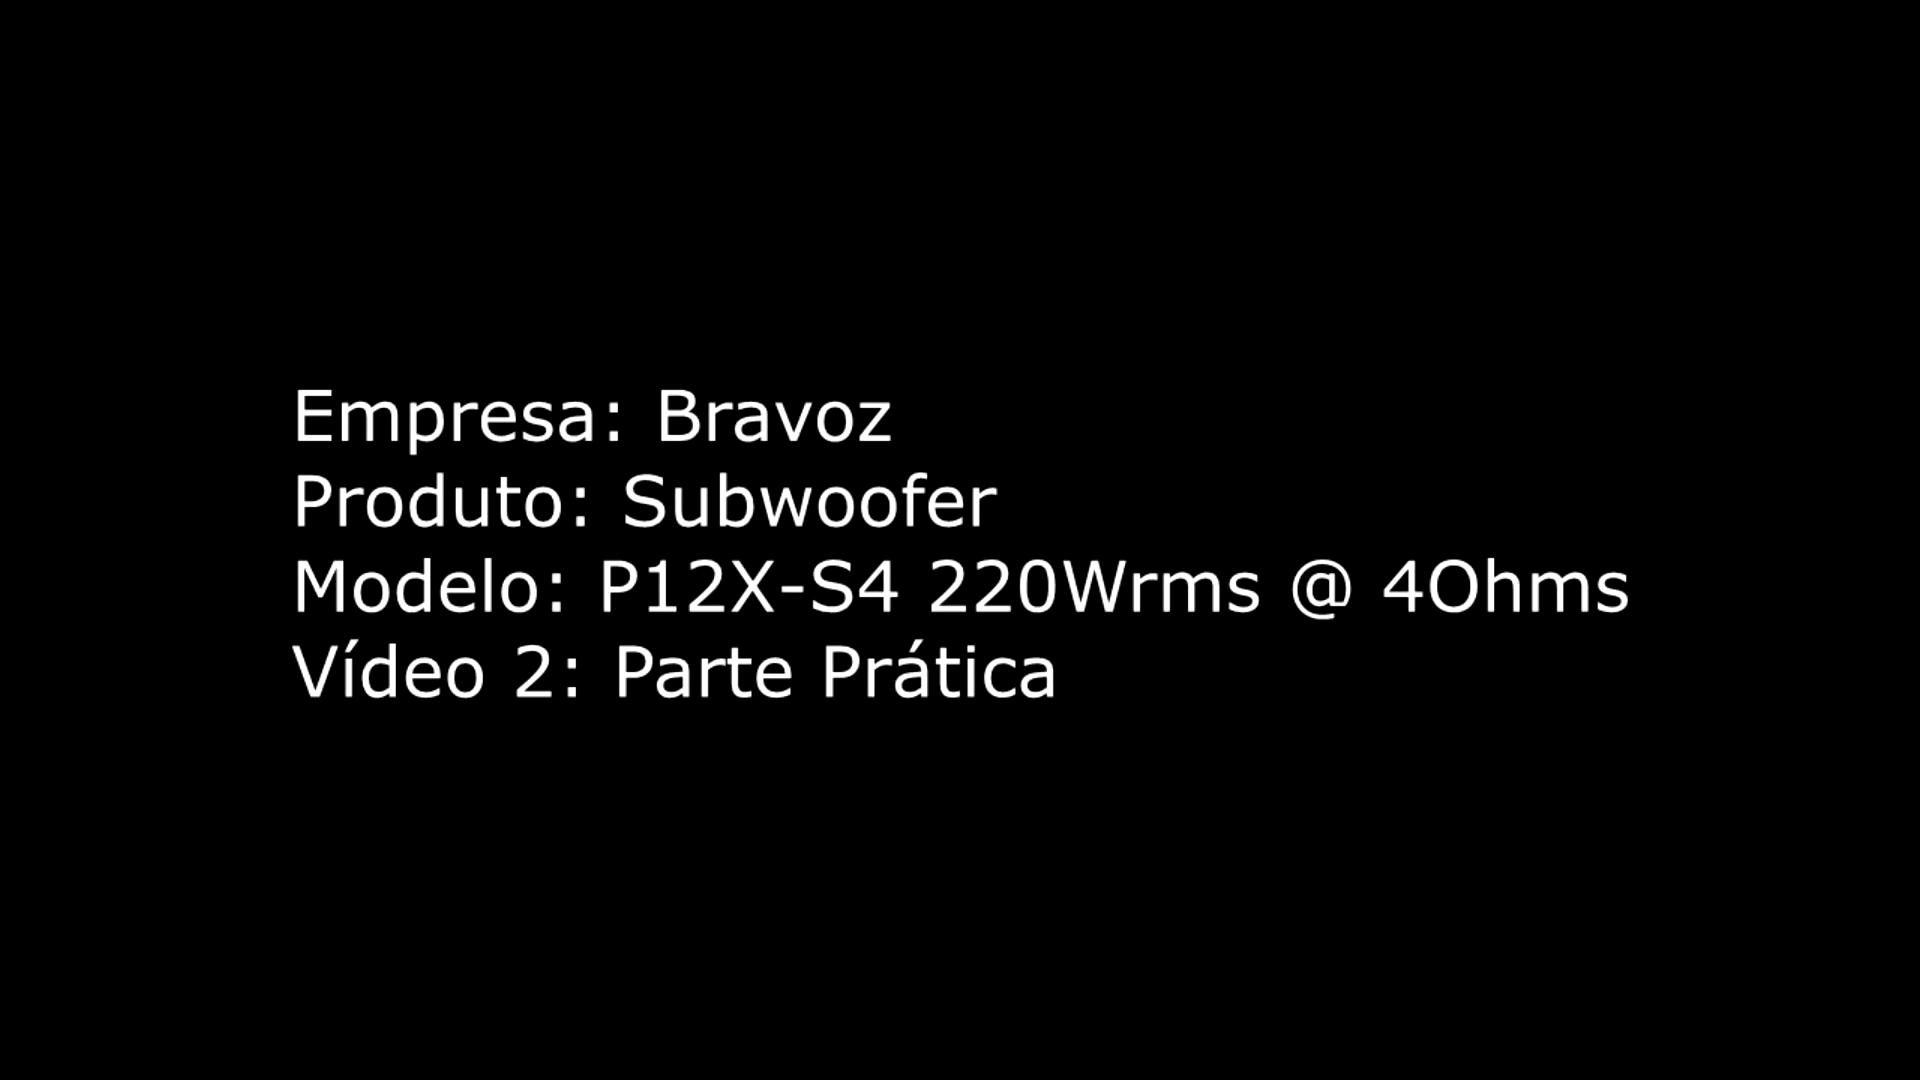 Empresa: Bravoz
Produto: Subwoofer
Modelo: P12X-S4 220Wrms @ 4Ohms
Vídeo 2: Parte Prática